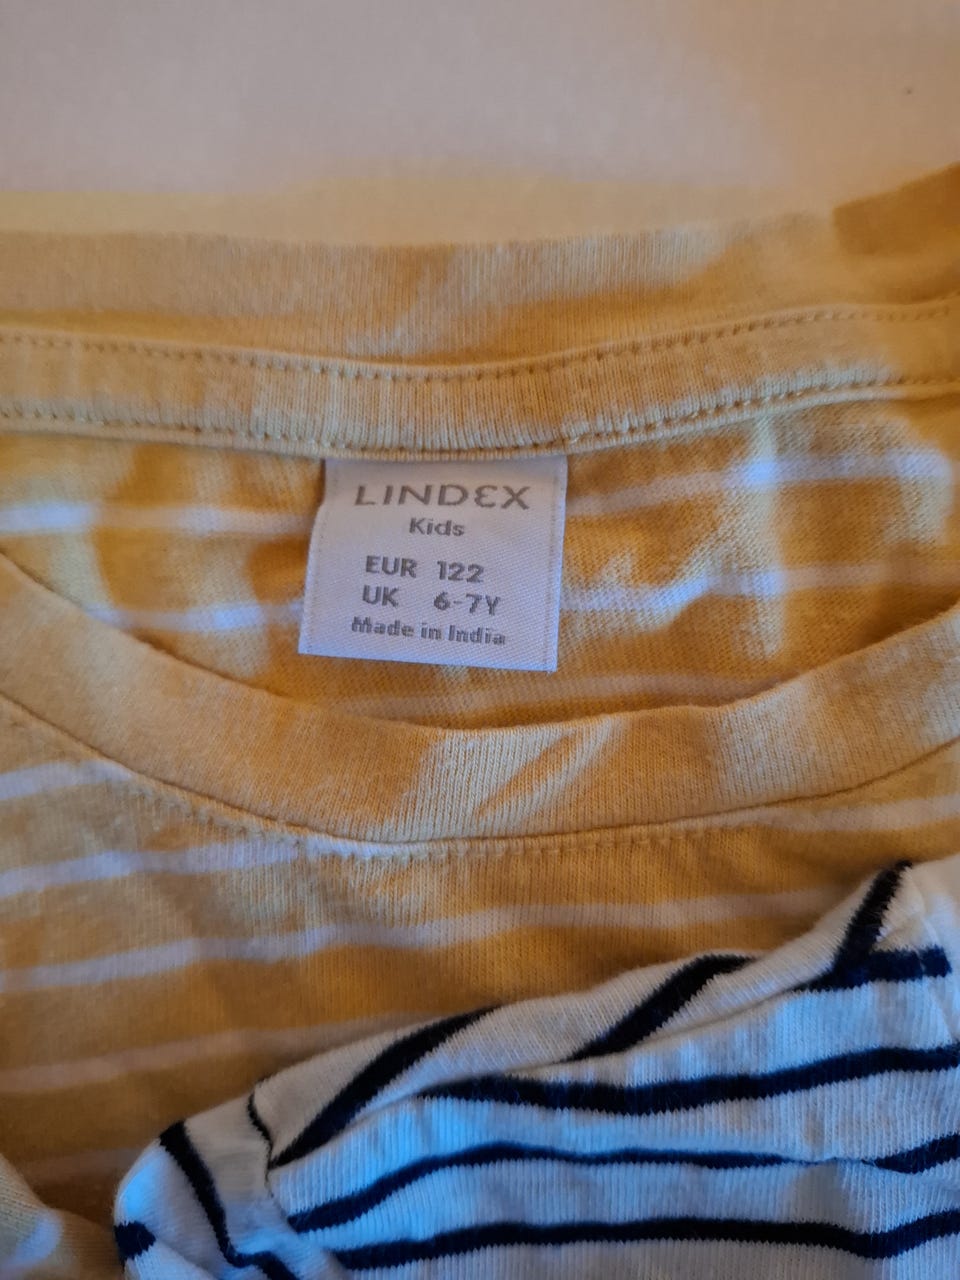 LINDEX
Kids
EUR 122
UK 6-7Y
Made in India